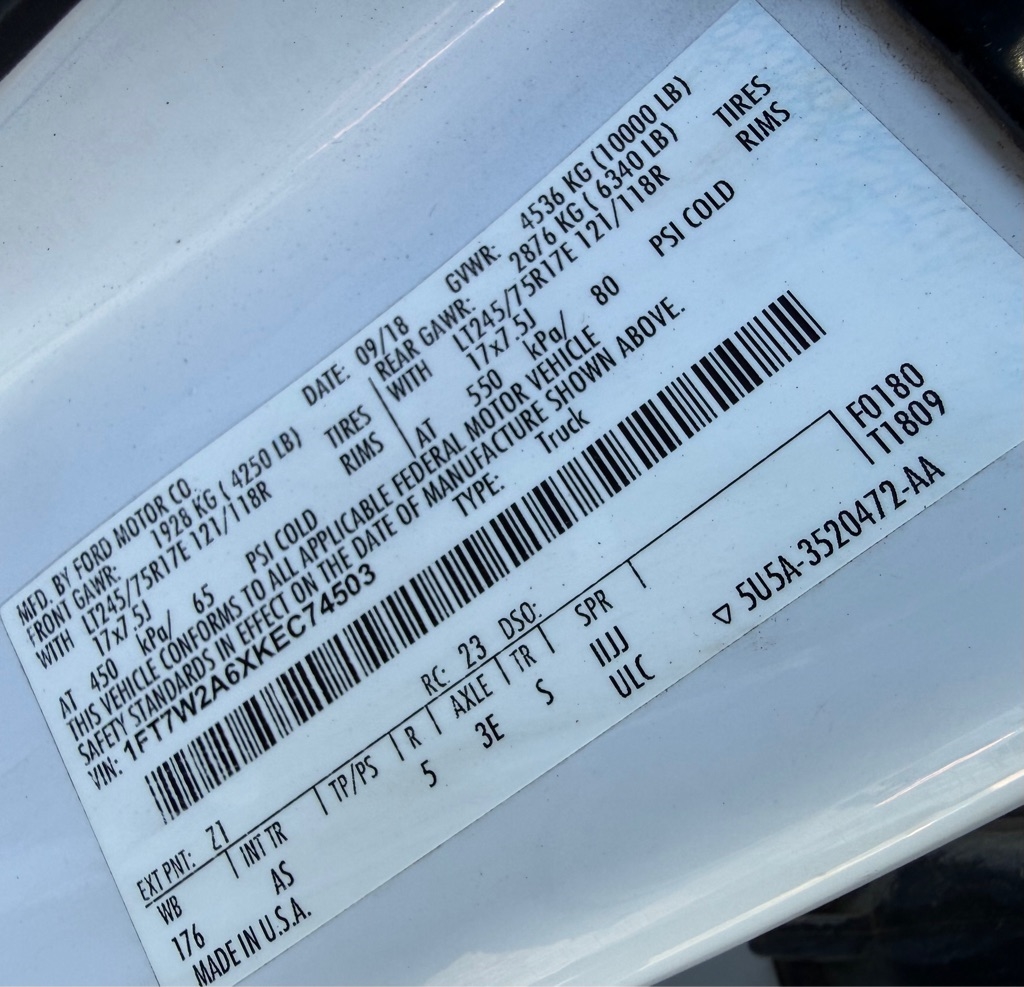 MFD. BY FORD MOTOR CO. DATE: 09/18 GVWR: 4536 KG (10000 LB)
FRONT GAWR: 1928 KG ( 4250 LB) REAR GAWR: 2876 KG ( 6340 LB)
WITH LT245/75R17E 121/118R TIRES WITH LT245/75R17E 121/118R TIRES
17x7.5J RIMS 17x7.5J RIMS
AT 450 kPa/ 65 PSI COLD AT 550 kPa/ 80 PSI COLD
THIS VEHICLE CONFORMS TO ALL APPLICABLE FEDERAL MOTOR VEHICLE
SAFETY STANDARDS IN EFFECT ON THE DATE OF MANUFACTURE SHOWN ABOVE.
VIN: 1FT7W2A6XKEC74503 TYPE: Truck
EXT PNT: Z1 RC: 23 DSO: F0180
WB INT TR TP/PS R AXLE TR SPR T1809
176 AS 5 3E S IIJJ
ULC
MADE IN U.S.A. ▽ 5U5A-3520472-AA